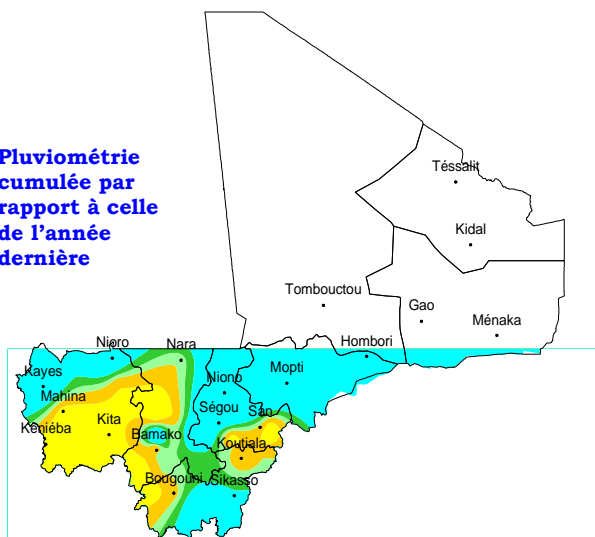 Pluviométrie
cumulée par
rapport à celle
de l'année
dernière
Téssalit
Kidal
Tombouctou
Gao
Ménaka
Hombori
Nioro
Nara
Kayes
Niono
Mopti
Mahina
Ségou
San
Kéniéba
Kita
Bamako
Koutiala
Bougouni
Sikasso